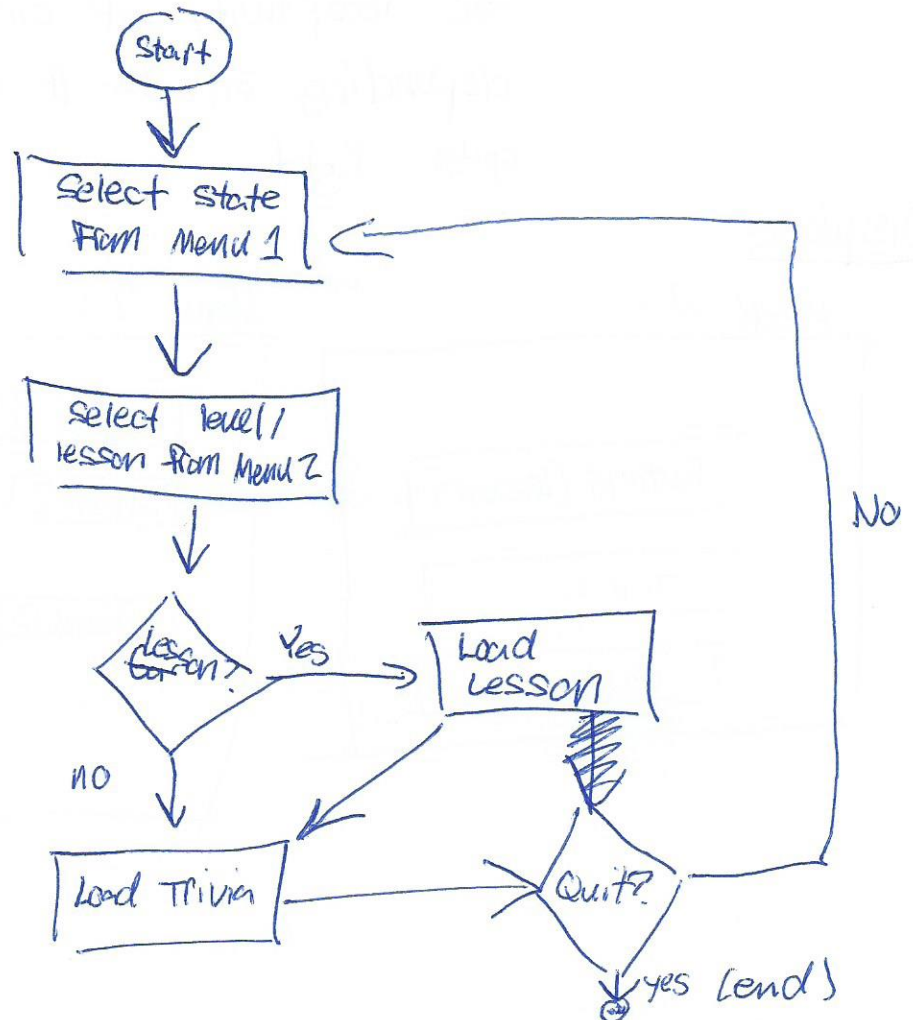 Start
Select state
From Menu 1
Select level/
lesson from Menu 2
Lesson?
Yes
Load
Lesson
No
no
Load Trivia
Quit?
yes (end)